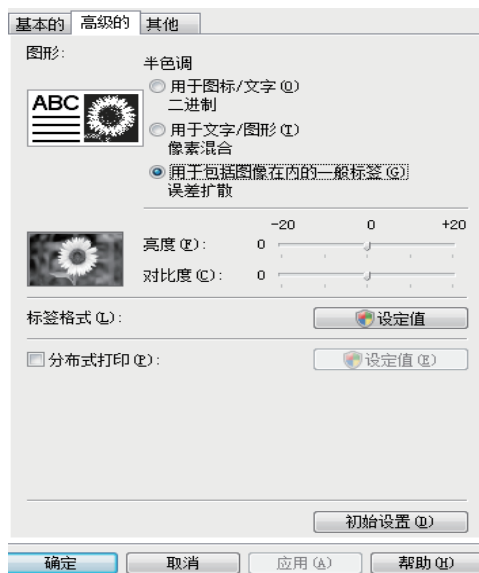 基本的 高级的 其他
图形:
半色调
用于图标/文字(O)
二进制
ABC
用于文字/图形(T)
像素混合
用于包括图像在内的一般标签(G)
误差扩散
-20 0 +20
亮度(F): 0
对比度(C): 0
标签格式(L): 设定值
分布式打印(P): 设定值(E)
初始设置(D)
确定 取消 应用(A) 帮助(H)